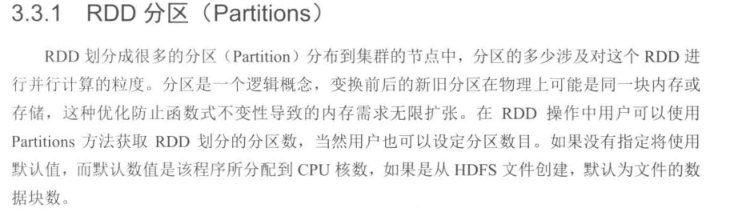 3.3.1 RDD 分区（Partitions）
RDD 划分成很多的分区（Partition）分布到集群的节点中，分区的多少涉及对这个 RDD 进
行并行计算的粒度。分区是一个逻辑概念，变换前后的新旧分区在物理上可能是同一块内存或
存储，这种优化防止函数式不变性导致的内存需求无限扩张。在 RDD 操作中用户可以使用
Partitions 方法获取 RDD 划分的分区数，当然用户也可以设定分区数目。如果没有指定将使用
默认值，而默认数值是该程序所分配到 CPU 核数，如果是从 HDFS 文件创建，默认为文件的数
据块数。